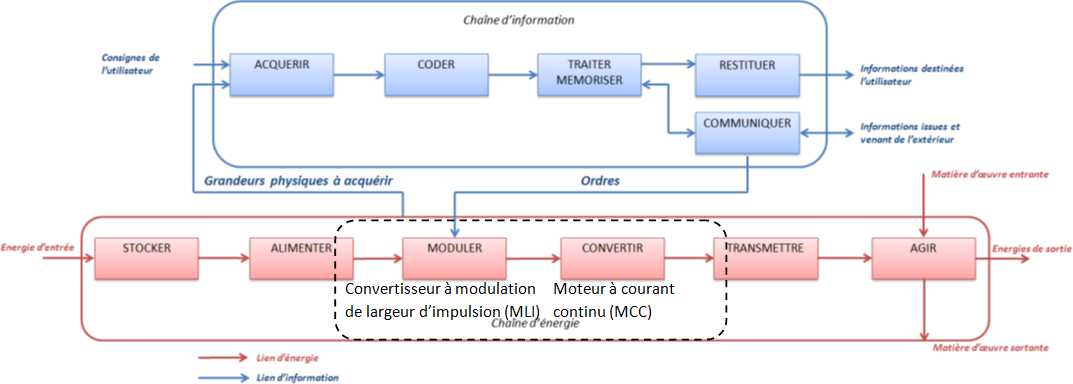 Chaîne d'information
Consignes de
l'utilisateur
ACQUERIR
CODER
TRAITER
MEMORISER
RESTITUER
Informations destinées
l'utilisateur
COMMUNIQUER
Informations issues et
venant de l'extérieur
Grandeurs physiques à acquérir
Ordres
Matière d'œuvre entrante
Energie d'entrée
STOCKER
ALIMENTER
MODULER
CONVERTIR
TRANSMETTRE
AGIR
Energies de sortie
Convertisseur à modulation
de largeur d'impulsion (MLI)
Moteur à courant
continu (MCC)
Chaîne d'énergie
Matière d'œuvre sortante
Lien d'énergie
Lien d'information